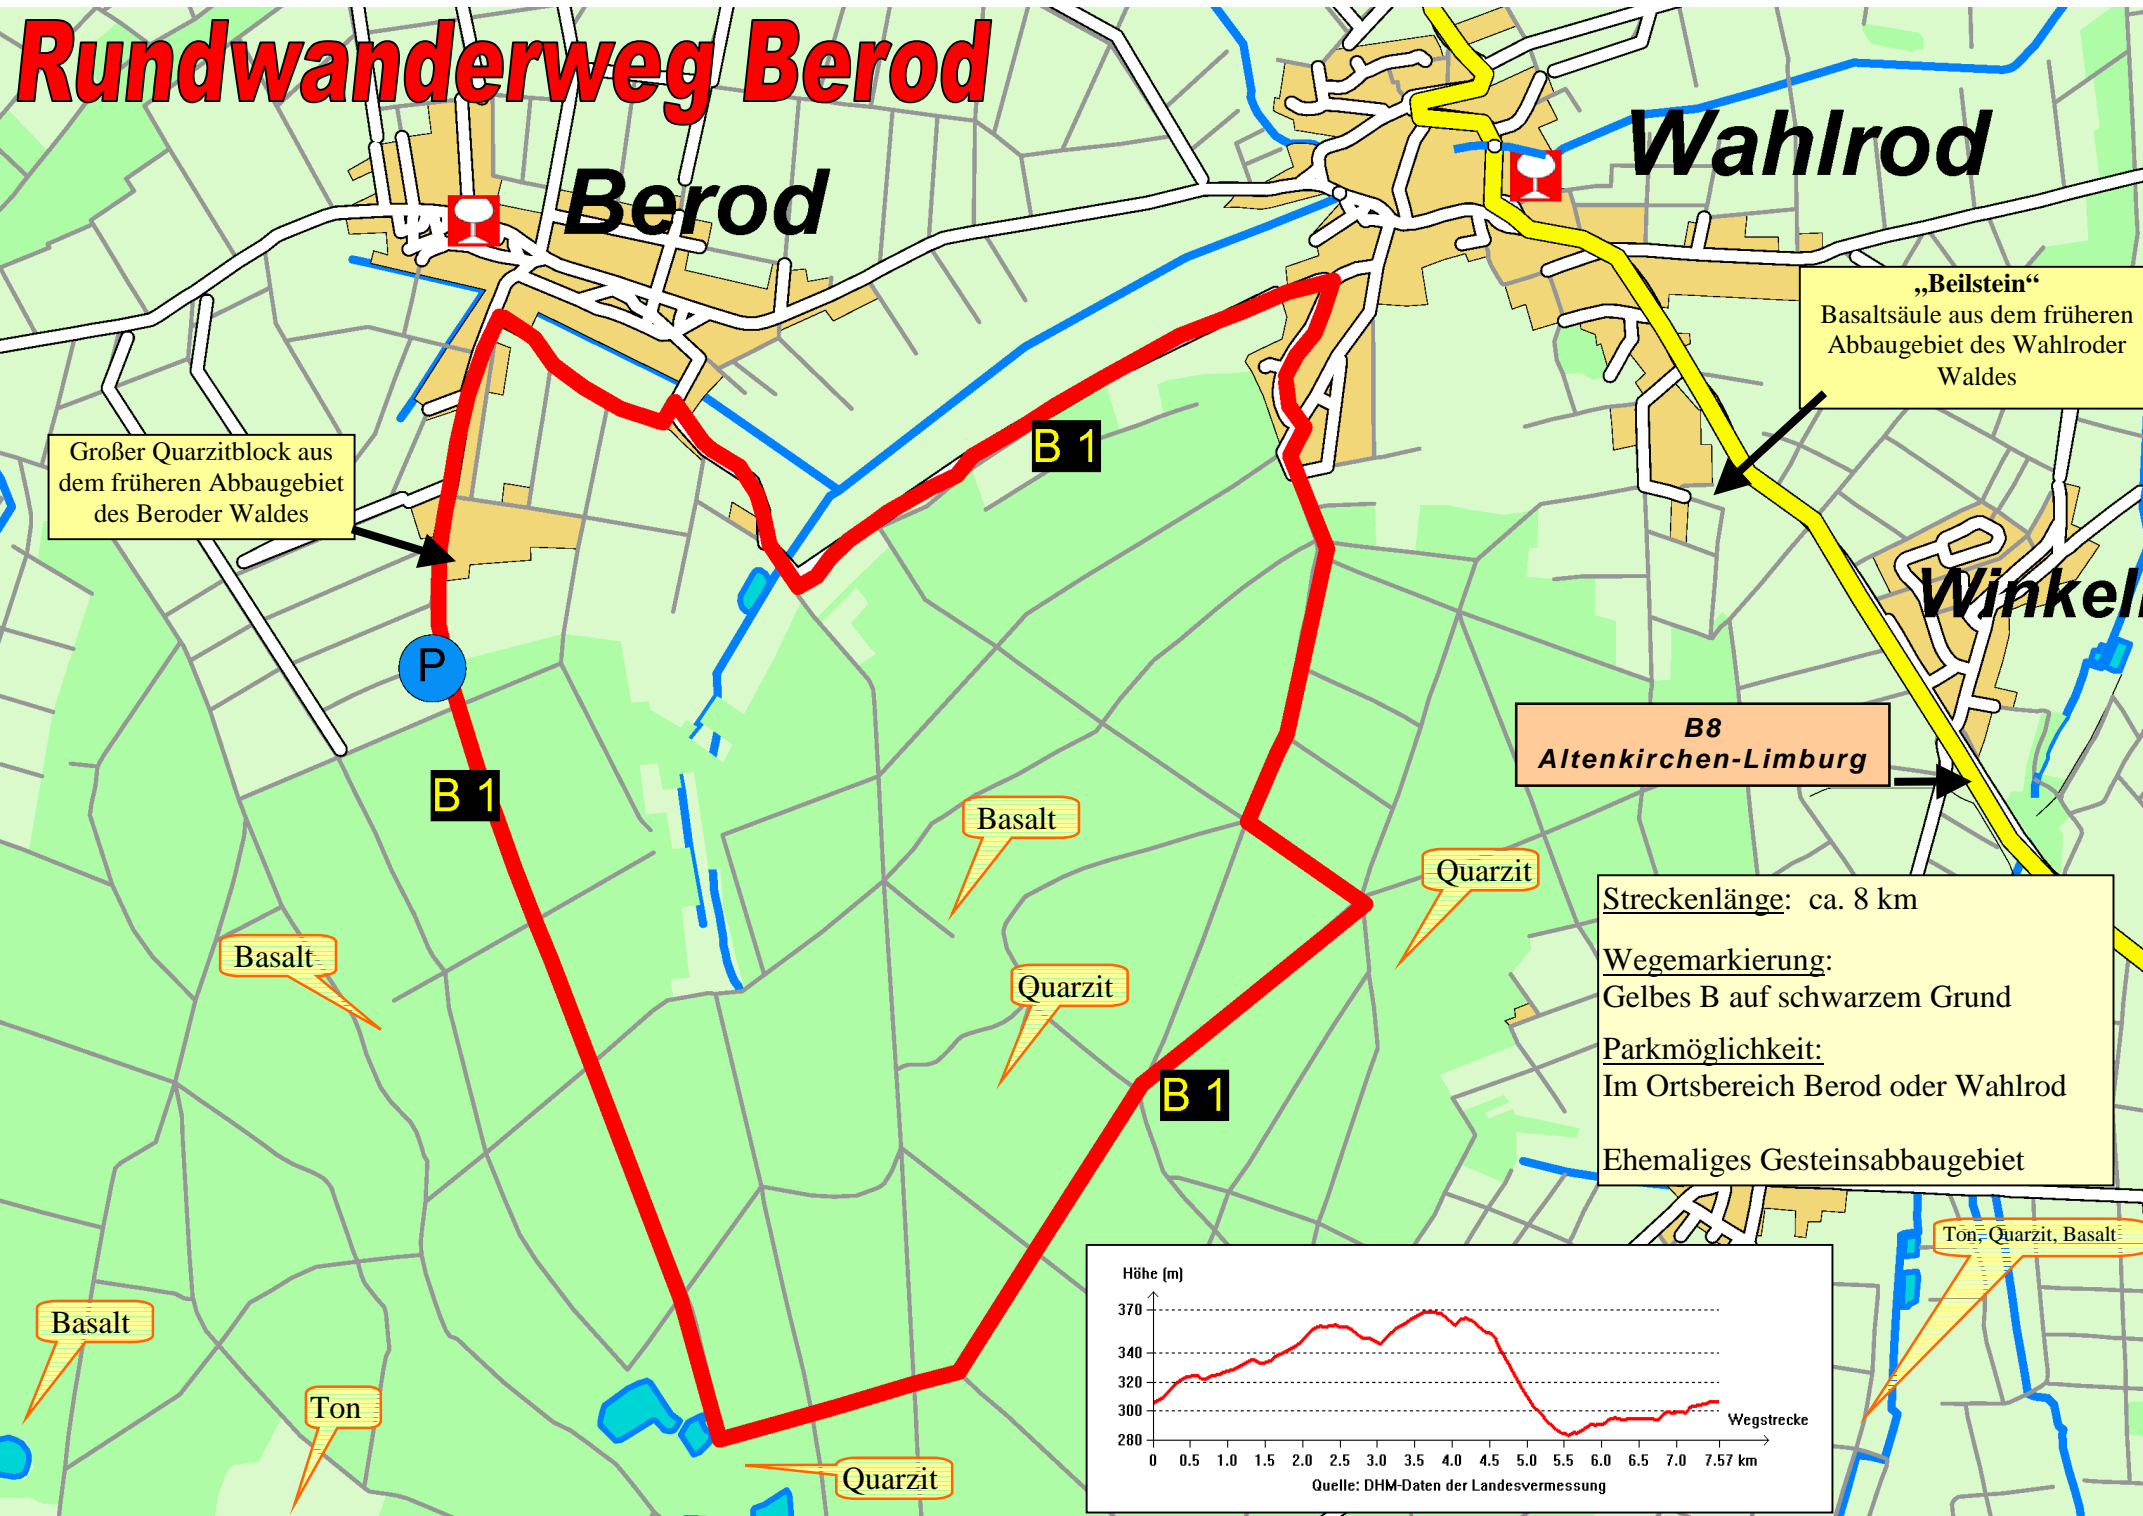 Rundwanderweg Berod
Berod
Wahlrod
„Beilstein“
Basaltsäule aus dem früheren
Abbaugebiet des Wahlroder
Waldes
Großer Quarzitblock aus
dem früheren Abbaugebiet
des Beroder Waldes
B 1
P
B 1
B8
Altenkirchen-Limburg
Basalt
Quarzit
Basalt
Quarzit
B 1
Streckenlänge: ca. 8 km
Wegemarkierung:
Gelbes B auf schwarzem Grund
Parkmöglichkeit:
Im Ortsbereich Berod oder Wahlrod
Ehemaliges Gesteinsabbaugebiet
Ton, Quarzit, Basalt
Basalt
Ton
Quarzit
Höhe (m)
370
340
320
300
280
Wegstrecke
0 0.5 1.0 1.5 2.0 2.5 3.0 3.5 4.0 4.5 5.0 5.5 6.0 6.5 7.0 7.57 km
Quelle: DHM-Daten der Landesvermessung